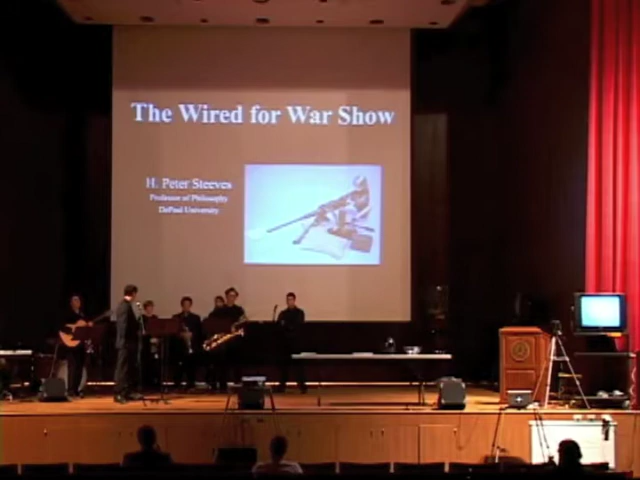 The Wired for War Show
H. Peter Steeves
Professor of Philosophy
DePaul University